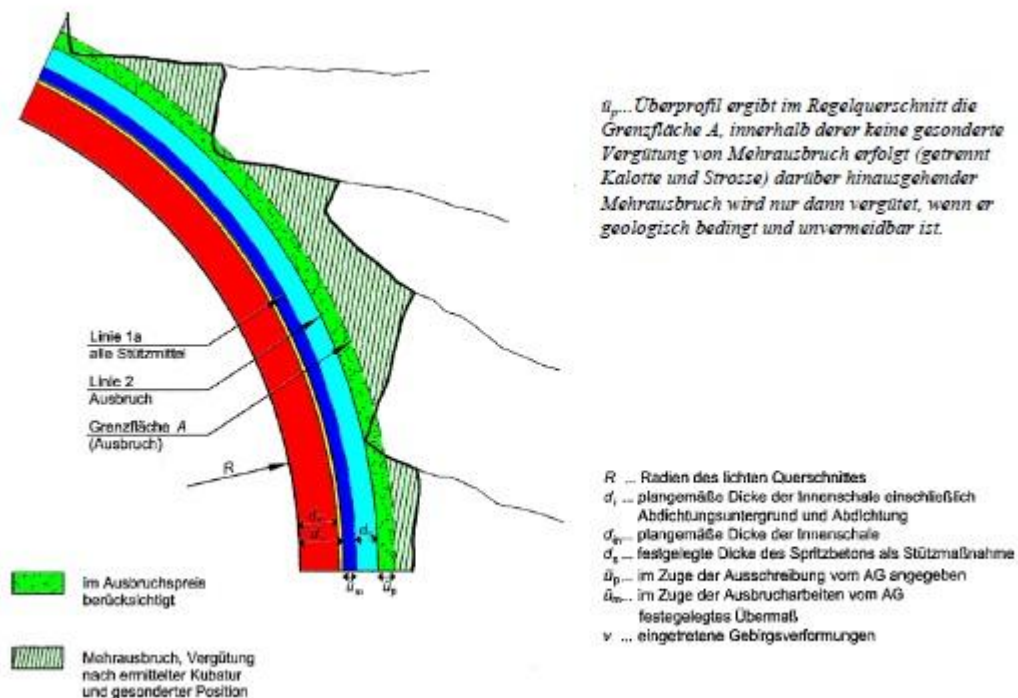 ü_p...Überprofil ergibt im Regelquerschnitt die
Grenzfläche A, innerhalb derer keine gesonderte
Vergütung von Mehrausbruch erfolgt (getrennt
Kalotte und Strosse) darüber hinausgehender
Mehrausbruch wird nur dann vergütet, wenn er
geologisch bedingt und unvermeidbar ist.
Linie 1a
alle Stützmittel
Linie 2
Ausbruch
Grenzfläche A
(Ausbruch)
R
ü_m
ü_p
im Ausbruchspreis
berücksichtigt
Mehrausbruch, Vergütung
nach ermittelter Kubatur
und gesonderter Position
R ... Radien des lichten Querschnittes
d_i ... plangemäße Dicke der Innenschale einschließlich
Abdichtungsuntergrund und Abdichtung
... plangemäße Dicke der Innenschale
d_s ... festgelegte Dicke des Spritzbetons als Stützmaßnahme
ü_p ... im Zuge der Ausschreibung vom AG angegeben
ü_m ... im Zuge der Ausbrucharbeiten vom AG
festegelegtes Übermaß
v ... eingetretene Gebirgsverformungen